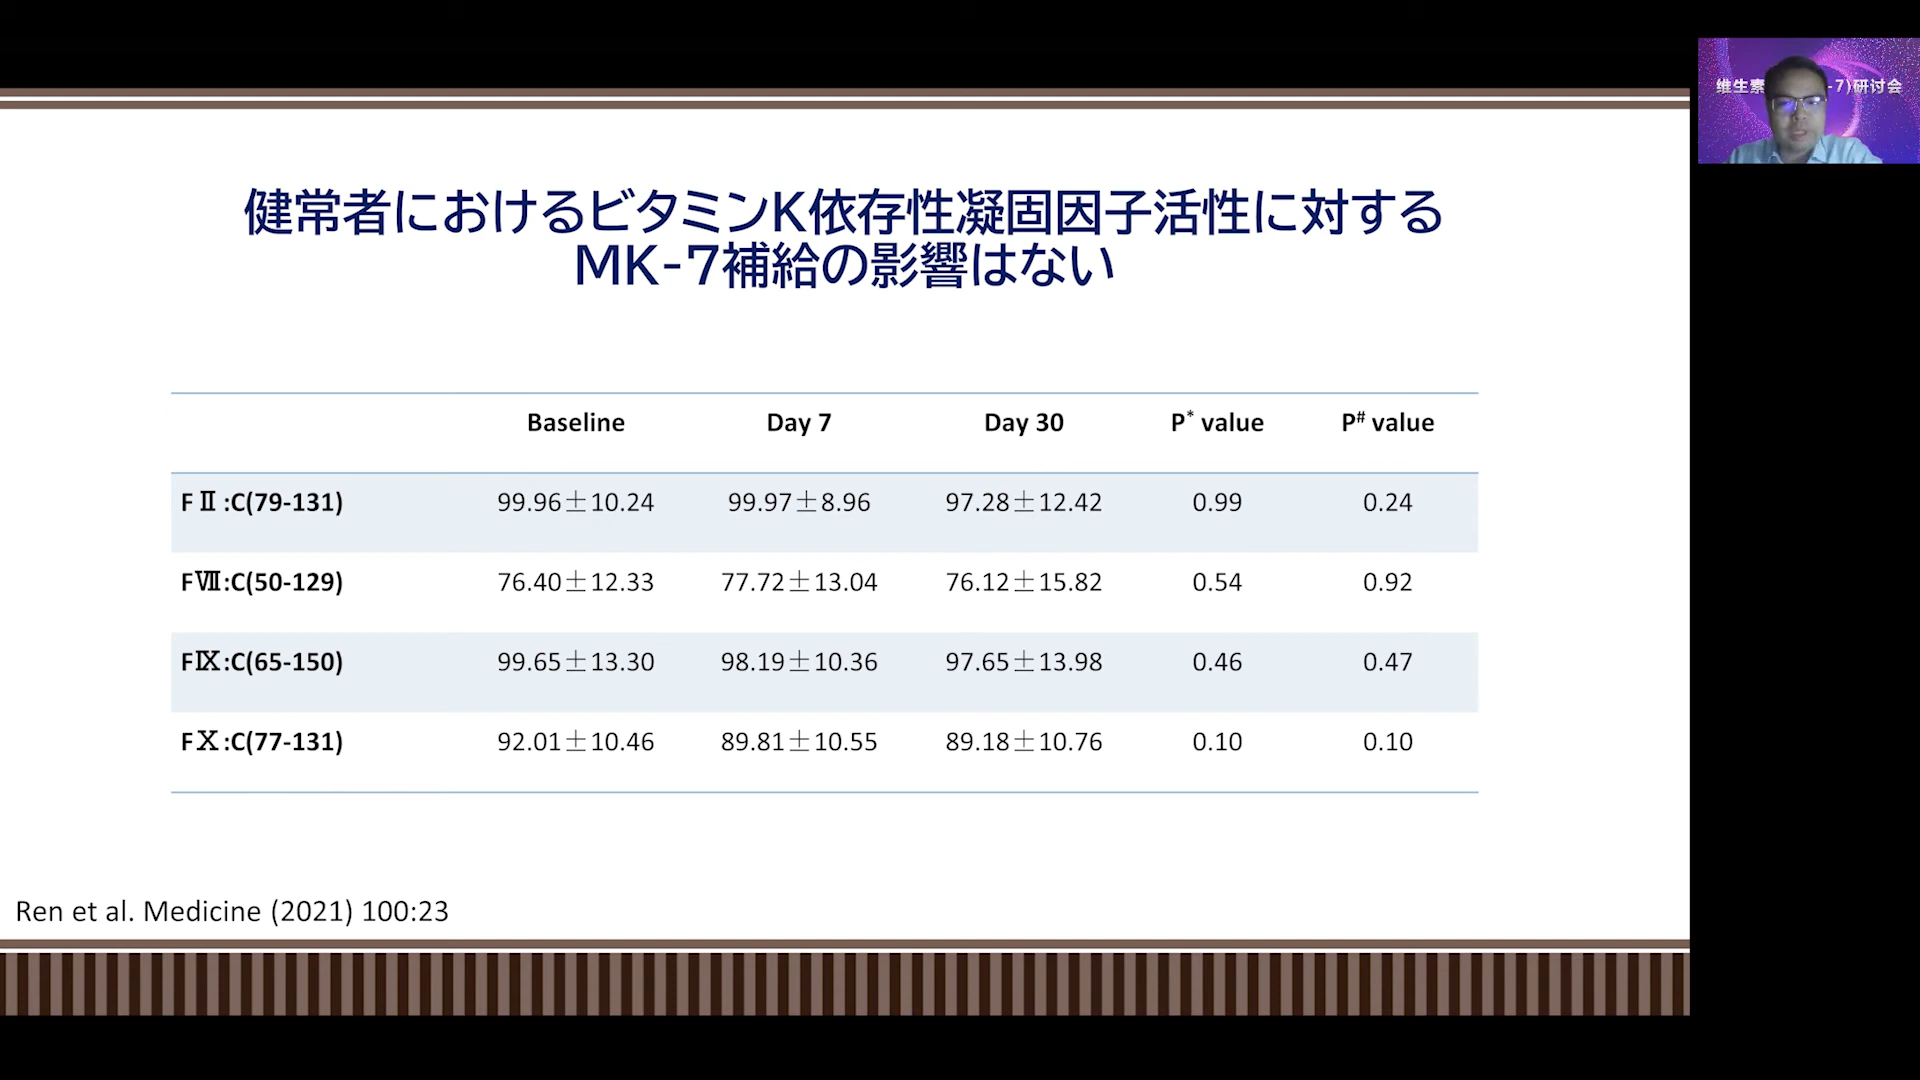 健常者におけるビタミンK依存性凝固因子活性に対する
MK-7補給の影響はない
Baseline Day 7 Day 30 P* value P# value
FⅡ:C(79-131) 99.96±10.24 99.97±8.96 97.28±12.42 0.99 0.24
FⅦ:C(50-129) 76.40±12.33 77.72±13.04 76.12±15.82 0.54 0.92
FⅨ:C(65-150) 99.65±13.30 98.19±10.36 97.65±13.98 0.46 0.47
FⅩ:C(77-131) 92.01±10.46 89.81±10.55 89.18±10.76 0.10 0.10
Ren et al. Medicine (2021) 100:23
维生素 -7)研讨会